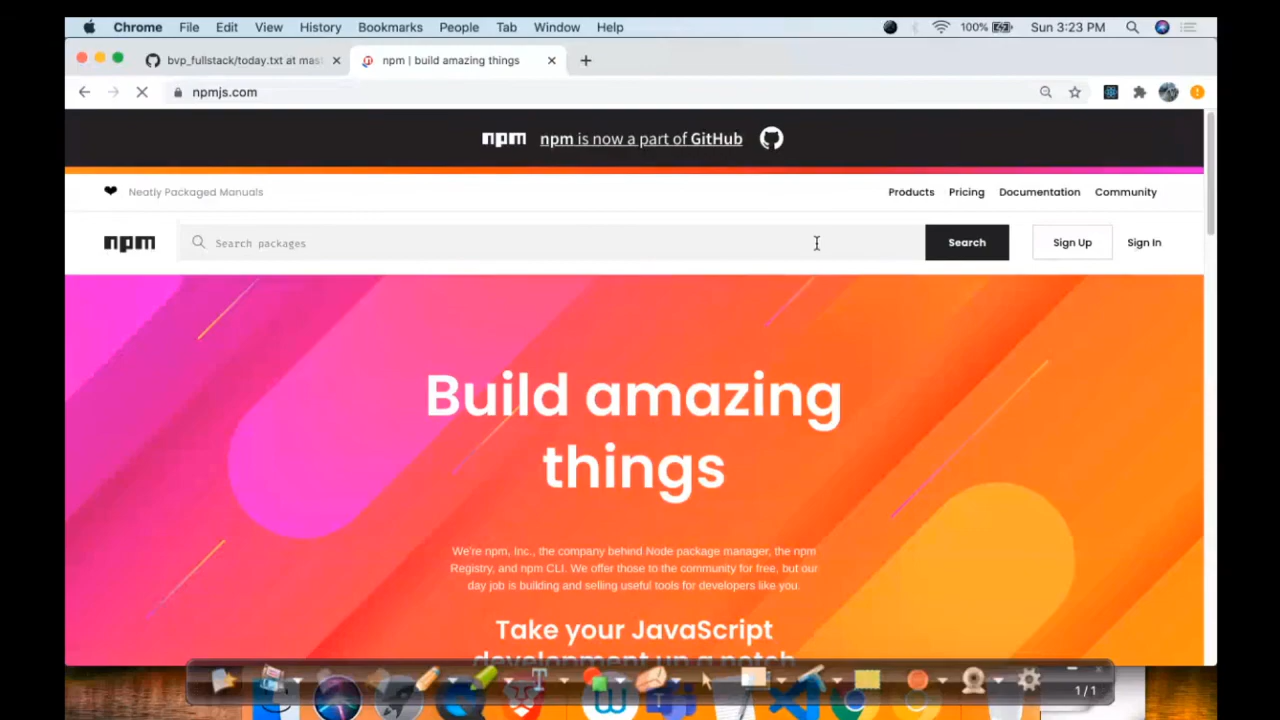 Chrome File Edit View History Bookmarks People Tab Window Help 100% Sun 3:23 PM
bvp_fullstack/today.txt at mas npm | build amazing things
npmjs.com
npm npm is now a part of GitHub
Neatly Packaged Manuals Products Pricing Documentation Community
npm Search packages Search Sign Up Sign In
Build amazing
things
We're npm, Inc., the company behind Node package manager, the npm
Registry, and npm CLI. We offer those to the community for free, but our
day job is building and selling useful tools for developers like you.
Take your JavaScript
development up a notch
1/1